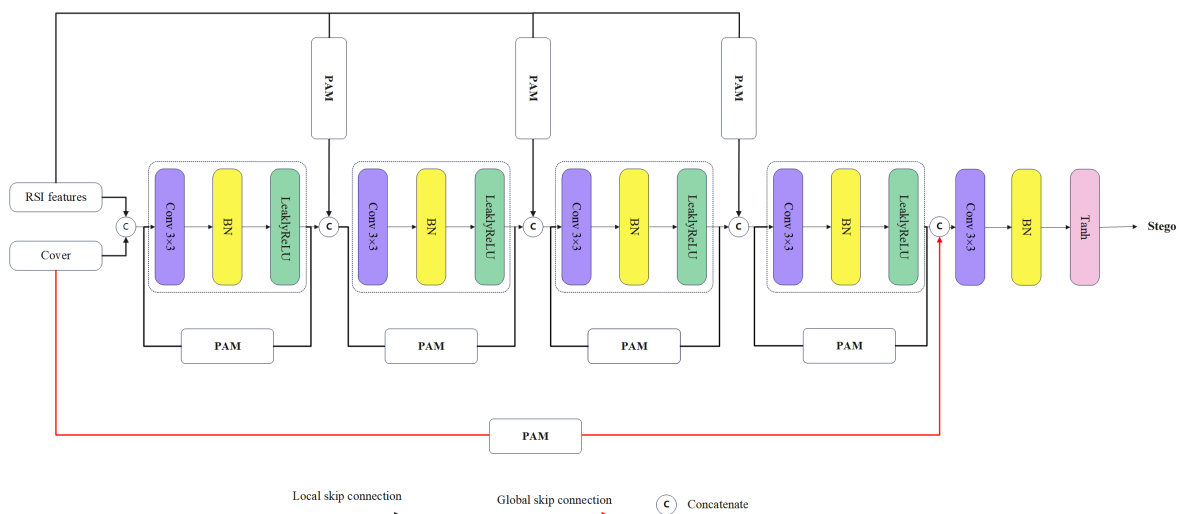 PAM
PAM
PAM
RSI features
Cover
C
Conv 3×3
BN
LeaklyReLU
C
Conv 3×3
BN
LeaklyReLU
C
Conv 3×3
BN
LeaklyReLU
C
Conv 3×3
BN
LeaklyReLU
C
Conv 3×3
BN
Tanh
Stego
PAM
PAM
PAM
PAM
PAM
Local skip connection
Global skip connection
C
Concatenate